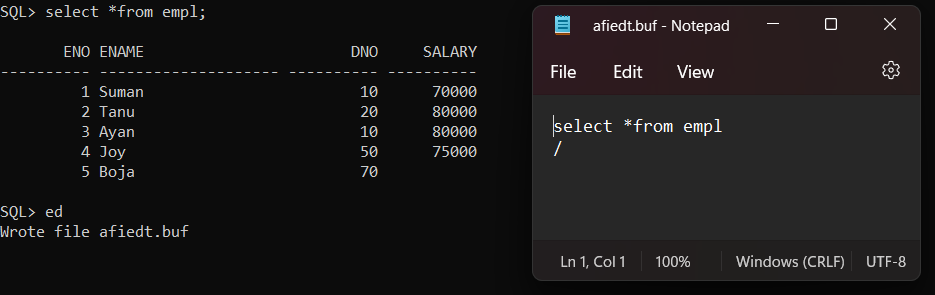 SQL> select *from empl;
       ENO ENAME                       DNO     SALARY
---------- -------------------- ---------- ----------
         1 Suman                        10      70000
         2 Tanu                         20      80000
         3 Ayan                         10      80000
         4 Joy                          50      75000
         5 Boja                         70
SQL> ed
Wrote file afiedt.buf
afiedt.buf - Notepad
File Edit View
select *from empl
/
Ln 1, Col 1 100% Windows (CRLF) UTF-8